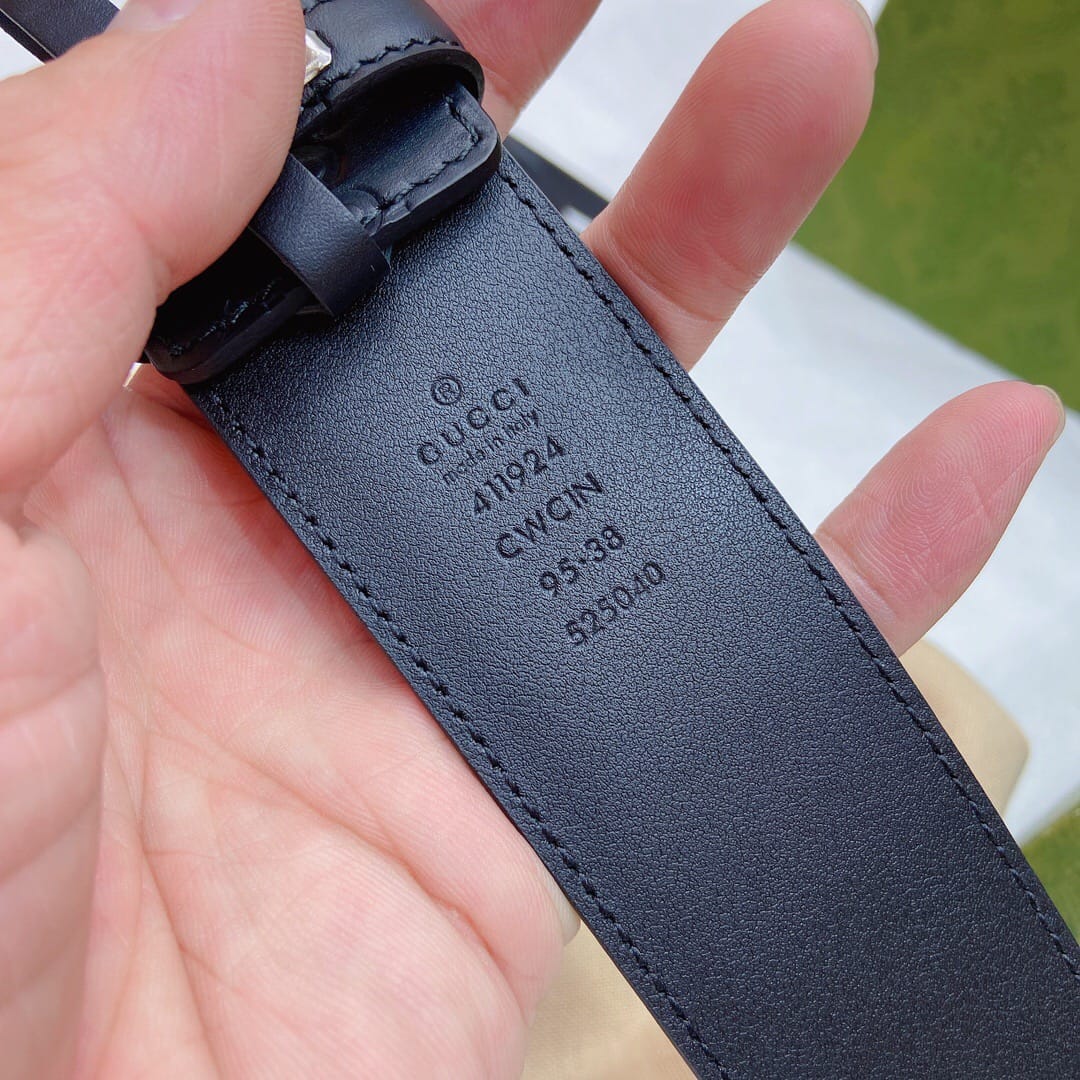 ®
GUCCI
made in Italy
411924
CWCIN
95·38
525040